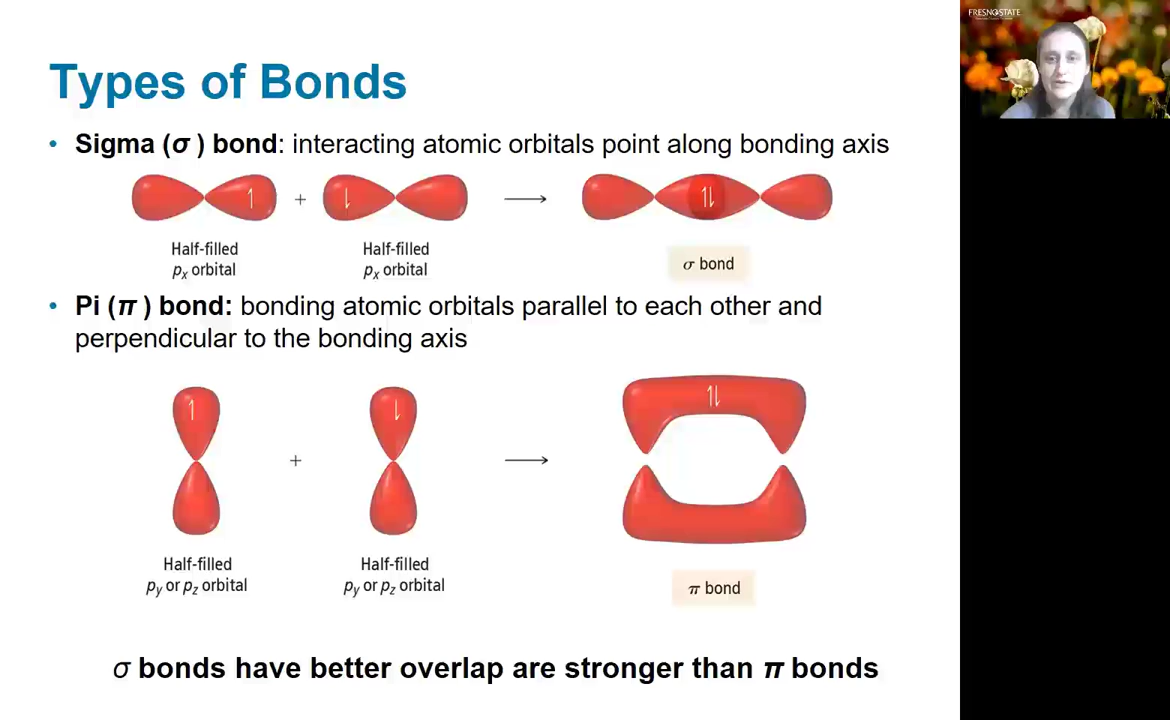 FRESNO STATE
Types of Bonds
• Sigma (σ ) bond: interacting atomic orbitals point along bonding axis
1 + ⇂ ⟶ 1⇂
Half-filled
pₓ orbital
Half-filled
pₓ orbital
σ bond
• Pi (π ) bond: bonding atomic orbitals parallel to each other and
perpendicular to the bonding axis
↿ ⇂ ↿⇂
+ ⟶
Half-filled
py or pz orbital
Half-filled
py or pz orbital
π bond
σ bonds have better overlap are stronger than π bonds